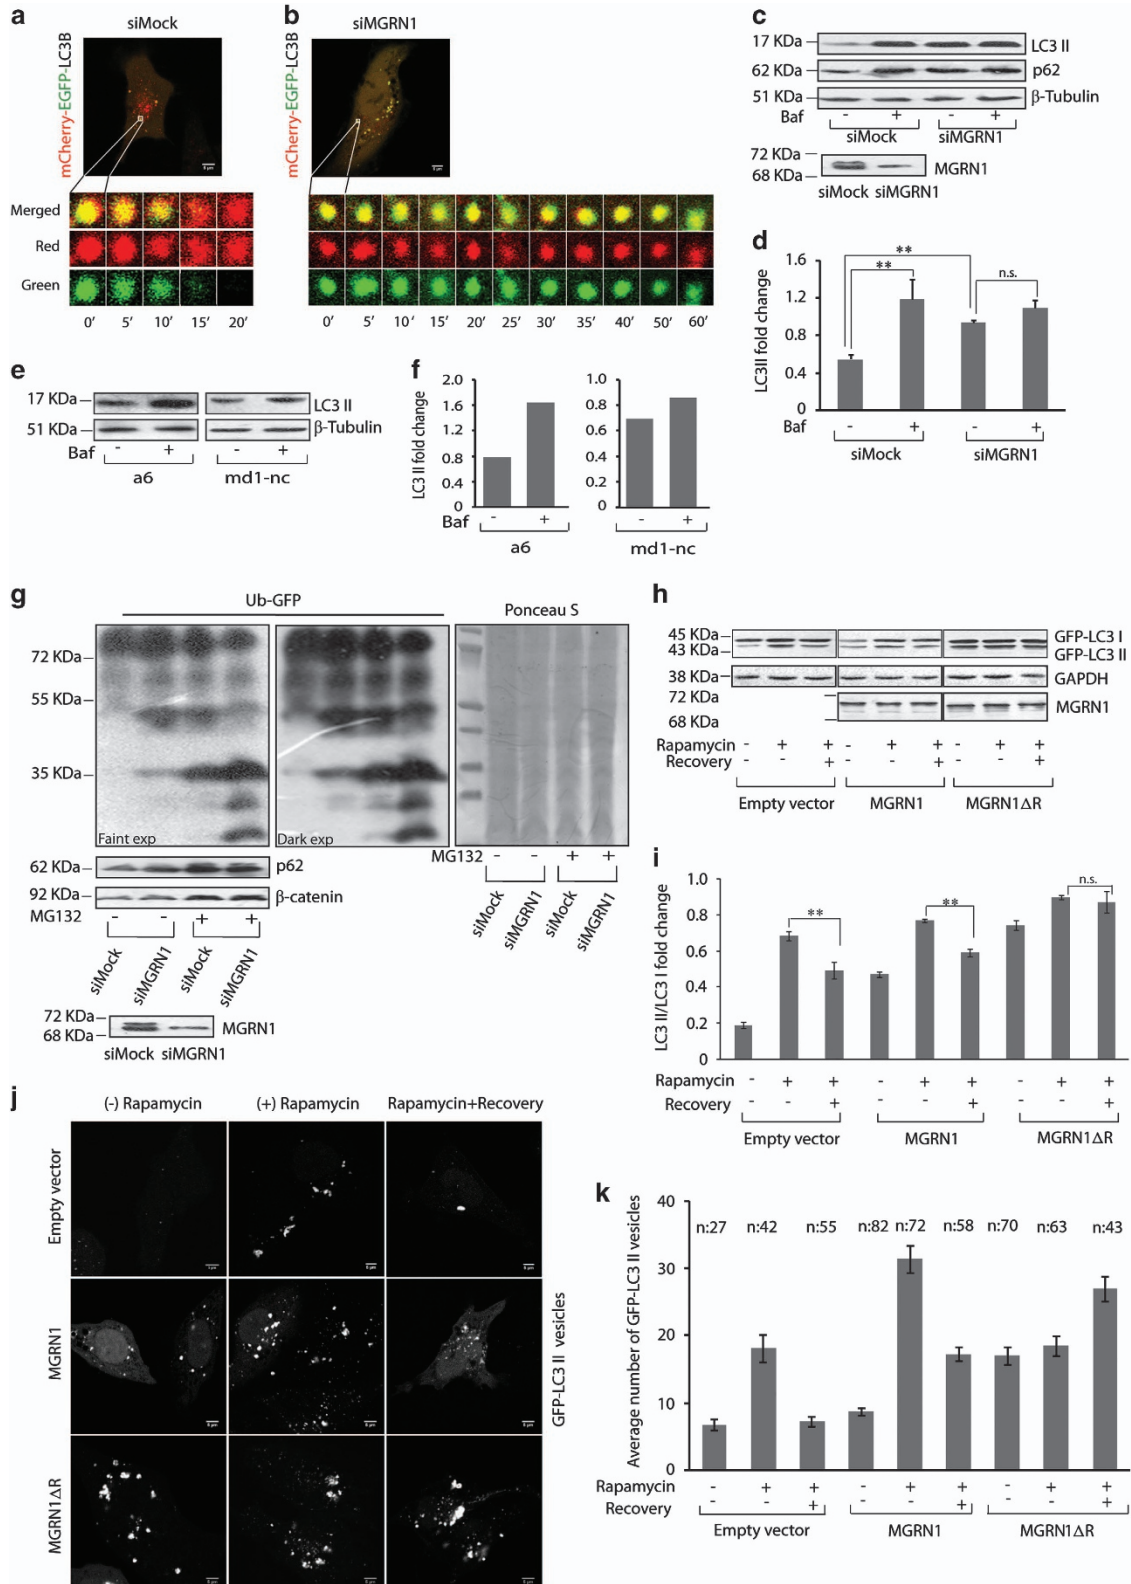 a
siMock
mCherry-EGFP-LC3B
Merged
Red
Green
0′ 5′ 10′ 15′ 20′
b
siMGRN1
mCherry-EGFP-LC3B
0′ 5′ 10′ 15′ 20′ 25′ 30′ 35′ 40′ 50′ 60′
c
17 KDa
LC3 II
62 KDa
p62
51 KDa
β-Tubulin
Baf - + - +
siMock siMGRN1
72 KDa
68 KDa
MGRN1
siMock siMGRN1
d
LC3II fold change
1.6
1.2
0.8
0.4
0
**
**
n.s.
Baf - + - +
siMock siMGRN1
e
17 KDa
LC3 II
51 KDa
β-Tubulin
Baf - + - +
a6 md1-nc
f
LC3 II fold change
2.0
1.6
1.2
0.8
0.4
0
1.0
0.8
0.6
0.4
0.2
0
Baf - + - +
a6 md1-nc
g
Ub-GFP
Ponceau S
72 KDa
55 KDa
35 KDa
Faint exp
Dark exp
62 KDa
p62
92 KDa
β-catenin
MG132 - - + +
siMock siMGRN1 siMock siMGRN1
MG132 - - + +
siMock siMGRN1 siMock siMGRN1
72 KDa
68 KDa
MGRN1
siMock siMGRN1
h
45 KDa
43 KDa
GFP-LC3 I
GFP-LC3 II
38 KDa
GAPDH
72 KDa
68 KDa
MGRN1
Rapamycin - + + - + + - + +
Recovery - - + - - + - - +
Empty vector MGRN1 MGRN1ΔR
i
LC3 II/LC3 I fold change
1.0
0.8
0.6
0.4
0.2
0
**
**
n.s.
Rapamycin - + + - + + - + +
Recovery - - + - - + - - +
Empty vector MGRN1 MGRN1ΔR
j
(-) Rapamycin (+) Rapamycin Rapamycin+Recovery
Empty vector
MGRN1
MGRN1ΔR
GFP-LC3 II vesicles
k
Average number of GFP-LC3 II vesicles
40
30
20
10
0
n:27 n:42 n:55 n:82 n:72 n:58 n:70 n:63 n:43
Rapamycin - + + - + + - + +
Recovery - - + - - + - - +
Empty vector MGRN1 MGRN1ΔR